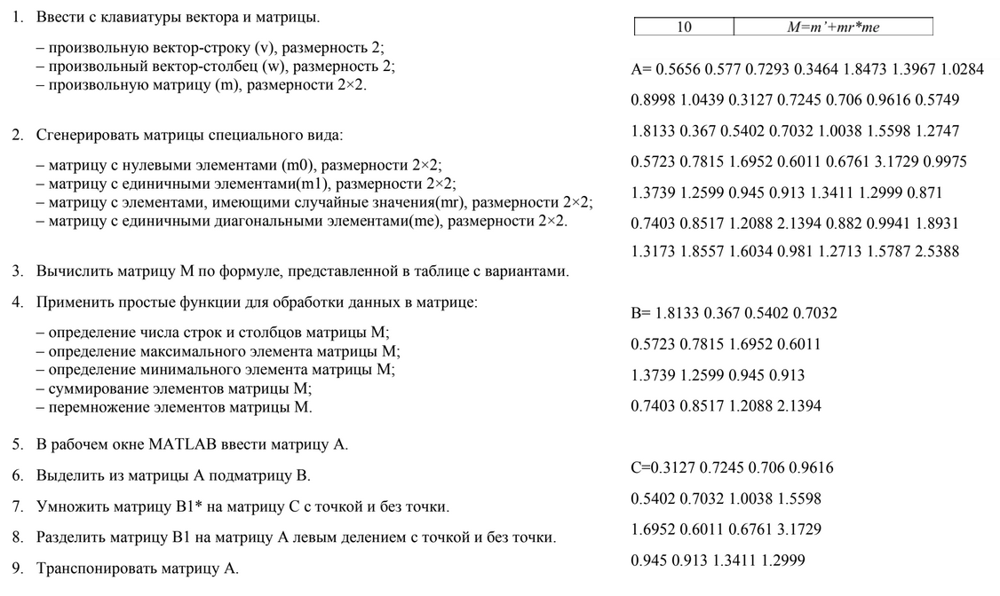 1. Ввести с клавиатуры вектора и матрицы.
– произвольную вектор-строку (v), размерность 2;
– произвольный вектор-столбец (w), размерность 2;
– произвольную матрицу (m), размерности 2×2.
2. Сгенерировать матрицы специального вида:
– матрицу с нулевыми элементами (m0), размерности 2×2;
– матрицу с единичными элементами(m1), размерности 2×2;
– матрицу с элементами, имеющими случайные значения(mr), размерности 2×2;
– матрицу с единичными диагональными элементами(me), размерности 2×2.
3. Вычислить матрицу М по формуле, представленной в таблице с вариантами.
4. Применить простые функции для обработки данных в матрице:
– определение числа строк и столбцов матрицы М;
– определение максимального элемента матрицы М;
– определение минимального элемента матрицы М;
– суммирование элементов матрицы М;
– перемножение элементов матрицы М.
5. В рабочем окне MATLAB ввести матрицу А.
6. Выделить из матрицы А подматрицу В.
7. Умножить матрицу В1* на матрицу С с точкой и без точки.
8. Разделить матрицу В1 на матрицу А левым делением с точкой и без точки.
9. Транспонировать матрицу А.
10 M=m’+mr*me
A= 0.5656 0.577 0.7293 0.3464 1.8473 1.3967 1.0284
0.8998 1.0439 0.3127 0.7245 0.706 0.9616 0.5749
1.8133 0.367 0.5402 0.7032 1.0038 1.5598 1.2747
0.5723 0.7815 1.6952 0.6011 0.6761 3.1729 0.9975
1.3739 1.2599 0.945 0.913 1.3411 1.2999 0.871
0.7403 0.8517 1.2088 2.1394 0.882 0.9941 1.8931
1.3173 1.8557 1.6034 0.981 1.2713 1.5787 2.5388
B= 1.8133 0.367 0.5402 0.7032
0.5723 0.7815 1.6952 0.6011
1.3739 1.2599 0.945 0.913
0.7403 0.8517 1.2088 2.1394
C=0.3127 0.7245 0.706 0.9616
0.5402 0.7032 1.0038 1.5598
1.6952 0.6011 0.6761 3.1729
0.945 0.913 1.3411 1.2999